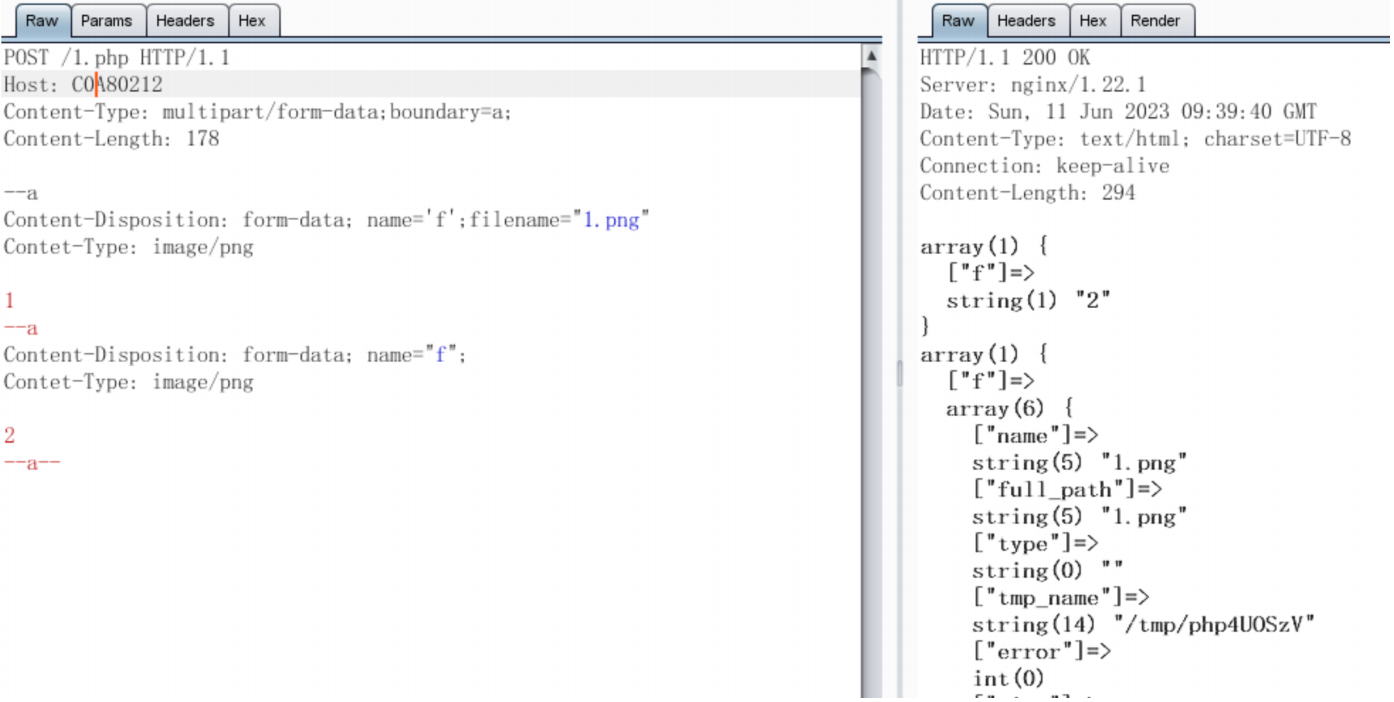 Raw Params Headers Hex
POST /1.php HTTP/1.1
Host: C0A80212
Content-Type: multipart/form-data;boundary=a;
Content-Length: 178
--a
Content-Disposition: form-data; name='f';filename="1.png"
Contet-Type: image/png
1
--a
Content-Disposition: form-data; name="f";
Contet-Type: image/png
2
--a--
Raw Headers Hex Render
HTTP/1.1 200 OK
Server: nginx/1.22.1
Date: Sun, 11 Jun 2023 09:39:40 GMT
Content-Type: text/html; charset=UTF-8
Connection: keep-alive
Content-Length: 294
array(1) {
["f"]=>
string(1) "2"
}
array(1) {
["f"]=>
array(6) {
["name"]=>
string(5) "1.png"
["full_path"]=>
string(5) "1.png"
["type"]=>
string(0) ""
["tmp_name"]=>
string(14) "/tmp/php4UOSzV"
["error"]=>
int(0)